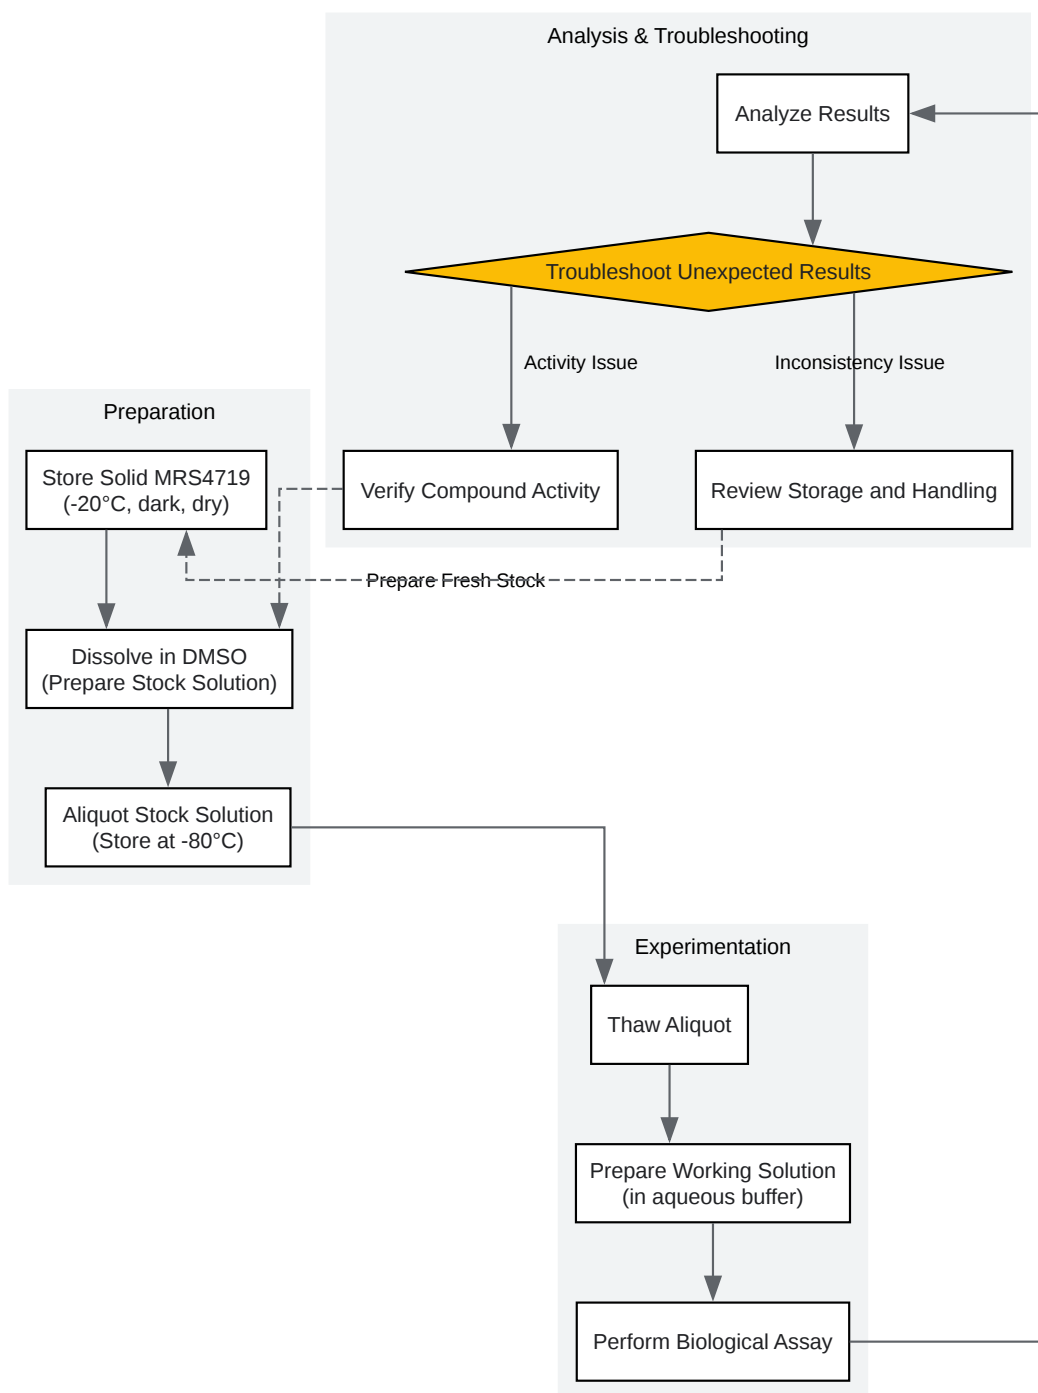 Analysis & Troubleshooting
Analyze Results
Troubleshoot Unexpected Results
Activity Issue
Inconsistency Issue
Verify Compound Activity
Review Storage and Handling
Preparation
Store Solid MRS4719
(-20°C, dark, dry)
Prepare Fresh Stock
Dissolve in DMSO
(Prepare Stock Solution)
Aliquot Stock Solution
(Store at -80°C)
Experimentation
Thaw Aliquot
Prepare Working Solution
(in aqueous buffer)
Perform Biological Assay